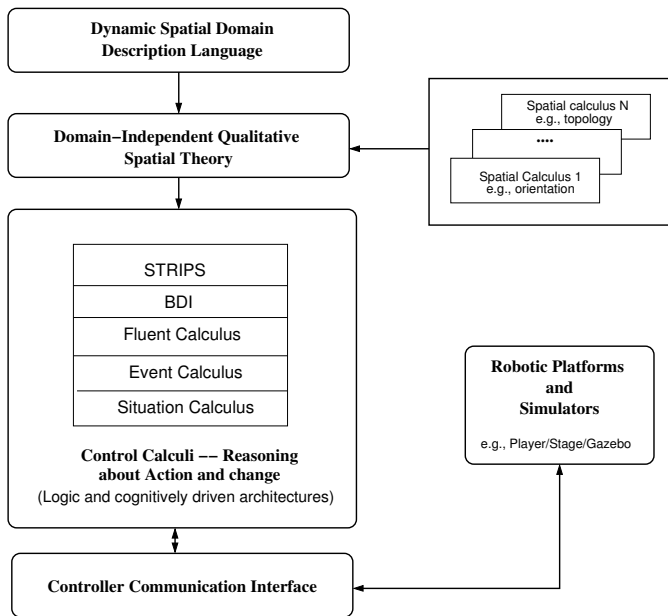 Dynamic Spatial Domain
Description Language
Domain−Independent Qualitative
Spatial Theory
Spatial calculus N
e.g., topology
....
Spatial Calculus 1
e.g., orientation
STRIPS
BDI
Fluent Calculus
Event Calculus
Situation Calculus
Control Calculi −− Reasoning
about Action and change
(Logic and cognitively driven architectures)
Robotic Platforms
and
Simulators
e.g., Player/Stage/Gazebo
Controller Communication Interface